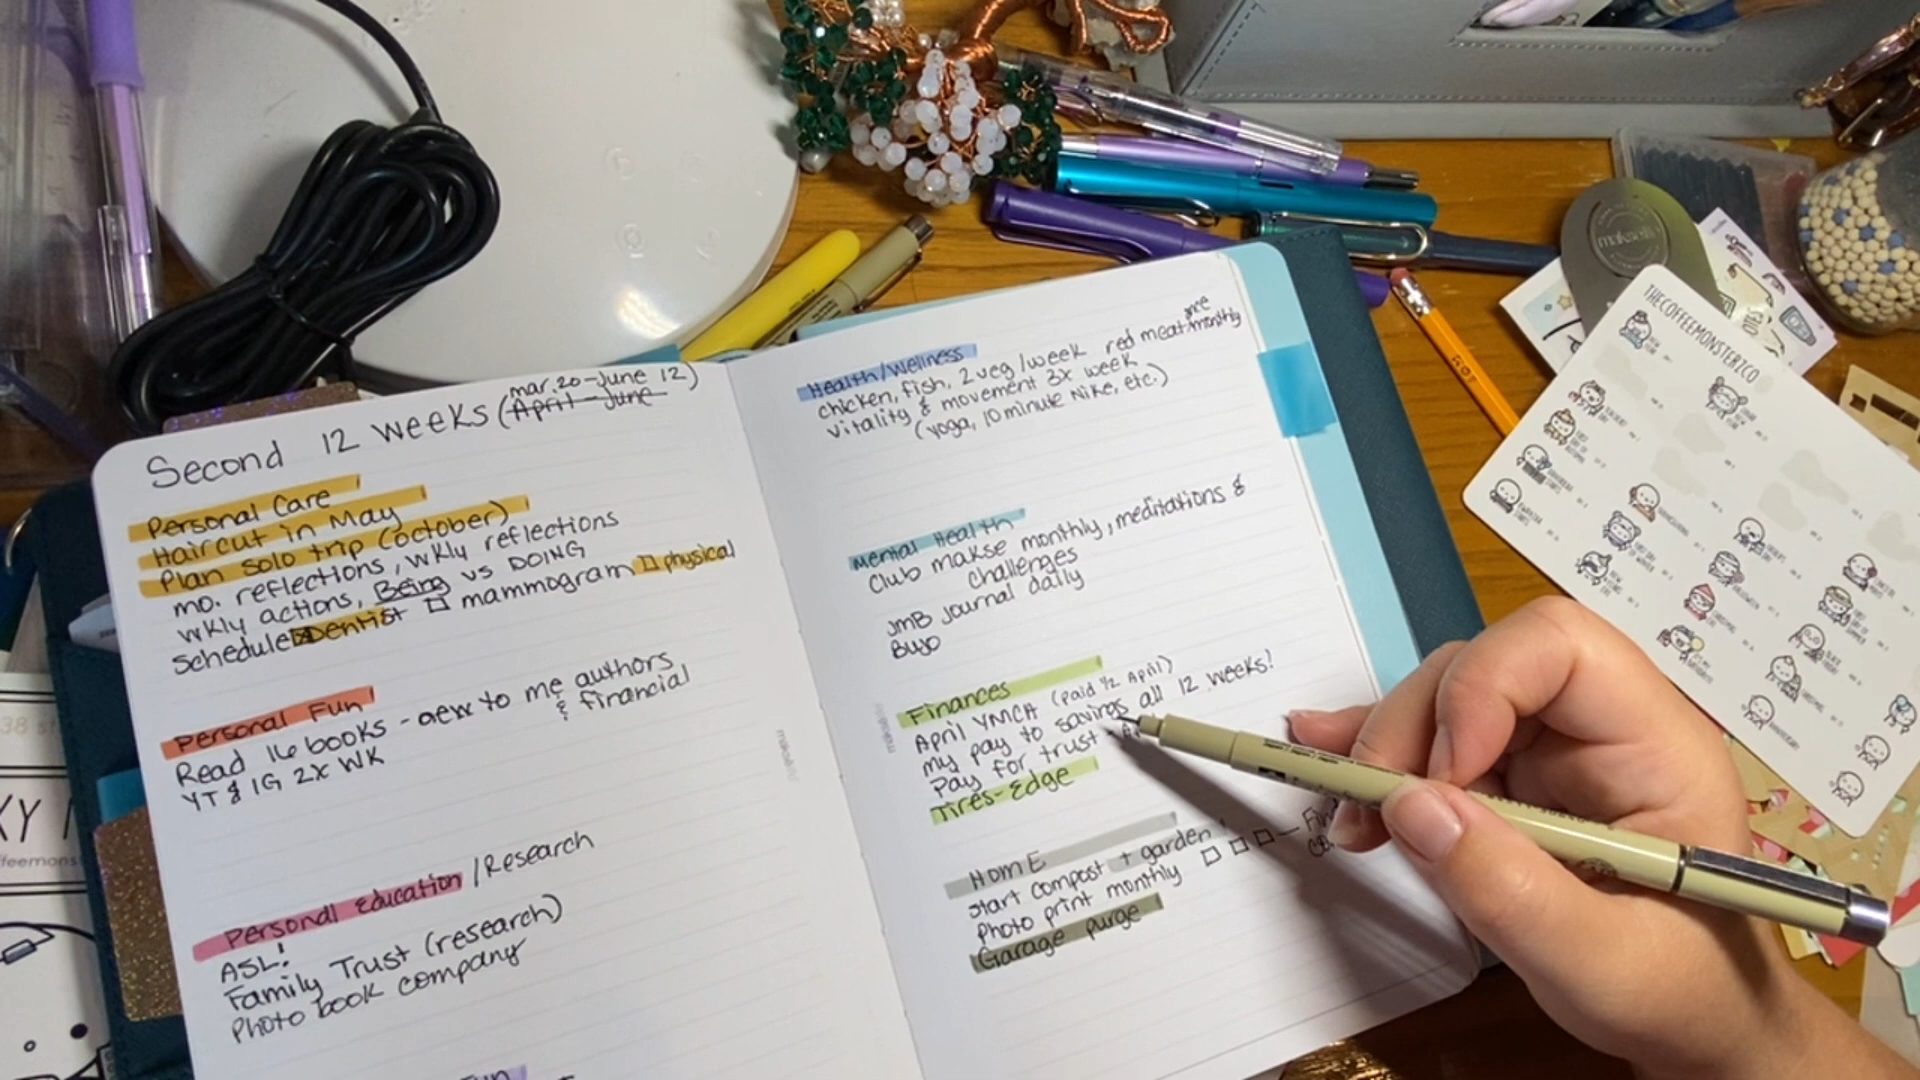 Second 12 weeks (April - June mar. 20 - June 12)
Personal Care
Haircut in May
Plan solo trip (October)
mo. reflections, wkly reflections
wkly actions, Being vs DOING
schedule Dentist □ mammogram □ physical
Personal Fun
Read 16 books - new to me authors
& financial
YT & IG 2X WK
Personal Education / Research
ASL!
Family Trust (research)
Photo book company
Fun
Health/Wellness
chicken, fish, 2 veg/week red meat once monthly
vitality & movement 3x week
(yoga, 10 minute Nike, etc.)
Mental Health
Club makse monthly, meditations &
challenges
JMB Journal daily
Bujo
Finances
April YMCA (paid 1/2 April)
my pay to savings all 12 weeks!
Pay for trust
Tires - Edge
HOME
start compost + garden
Photo print monthly □ □ □ -
Garage purge
THECOFFEEMONSTERZCO
makselife